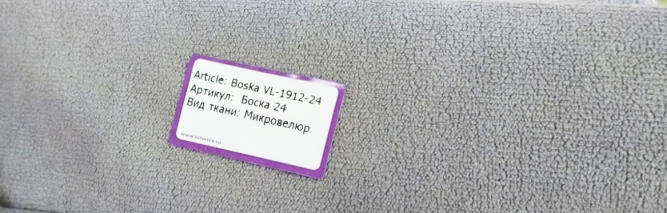 Article: Boska VL-1912-24
Артикул: Боска 24
Вид ткани: Микровелюр